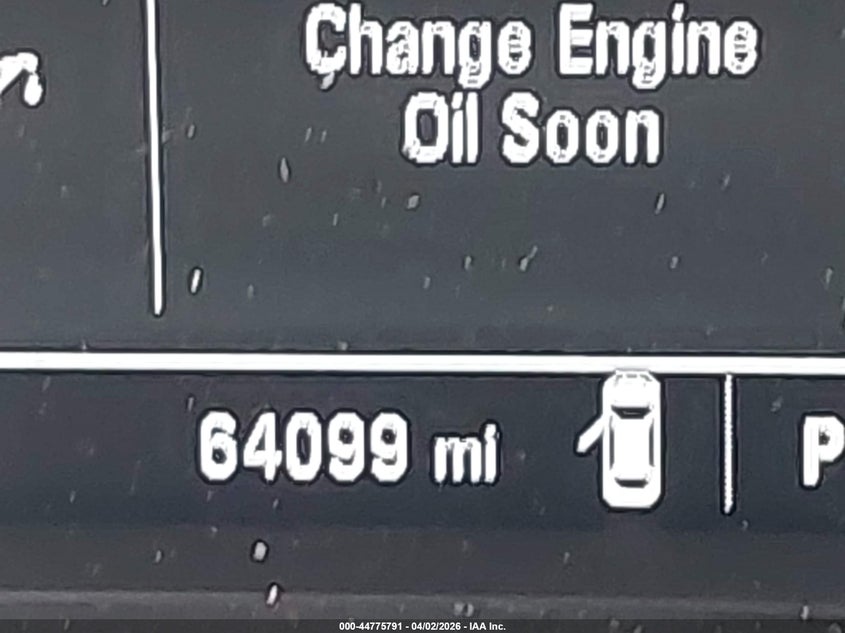 Change Engine
Oil Soon
64099 mi
P
000-44775791 - 04/02/2026 - IAA Inc.